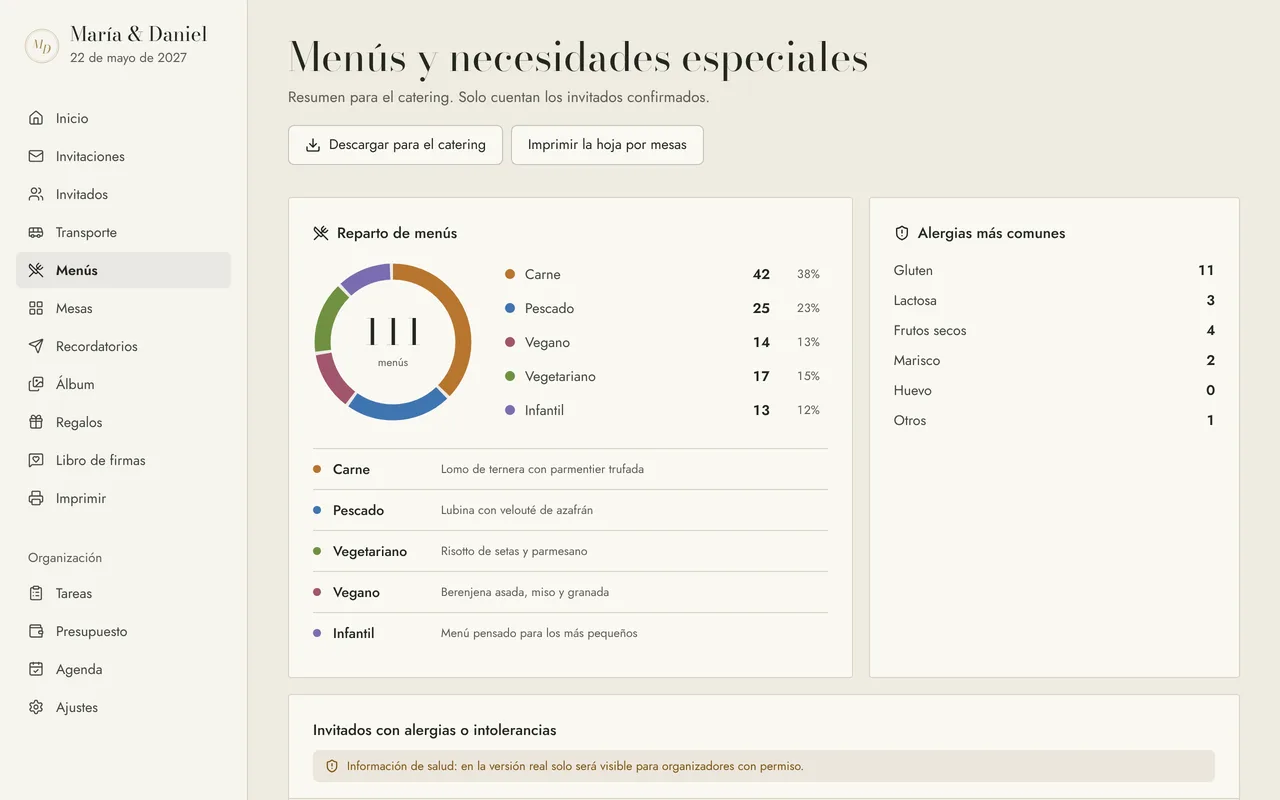 MD
María & Daniel
22 de mayo de 2027
Inicio
Invitaciones
Invitados
Transporte
Menús
Mesas
Recordatorios
Álbum
Regalos
Libro de firmas
Imprimir
Organización
Tareas
Presupuesto
Agenda
Ajustes
Menús y necesidades especiales
Resumen para el catering. Solo cuentan los invitados confirmados.
Descargar para el catering
Imprimir la hoja por mesas
Reparto de menús
111
menús
Carne 42 38%
Pescado 25 23%
Vegano 14 13%
Vegetariano 17 15%
Infantil 13 12%
Carne Lomo de ternera con parmentier trufada
Pescado Lubina con velouté de azafrán
Vegetariano Risotto de setas y parmesano
Vegano Berenjena asada, miso y granada
Infantil Menú pensado para los más pequeños
Alergias más comunes
Gluten 11
Lactosa 3
Frutos secos 4
Marisco 2
Huevo 0
Otros 1
Invitados con alergias o intolerancias
Información de salud: en la versión real solo será visible para organizadores con permiso.